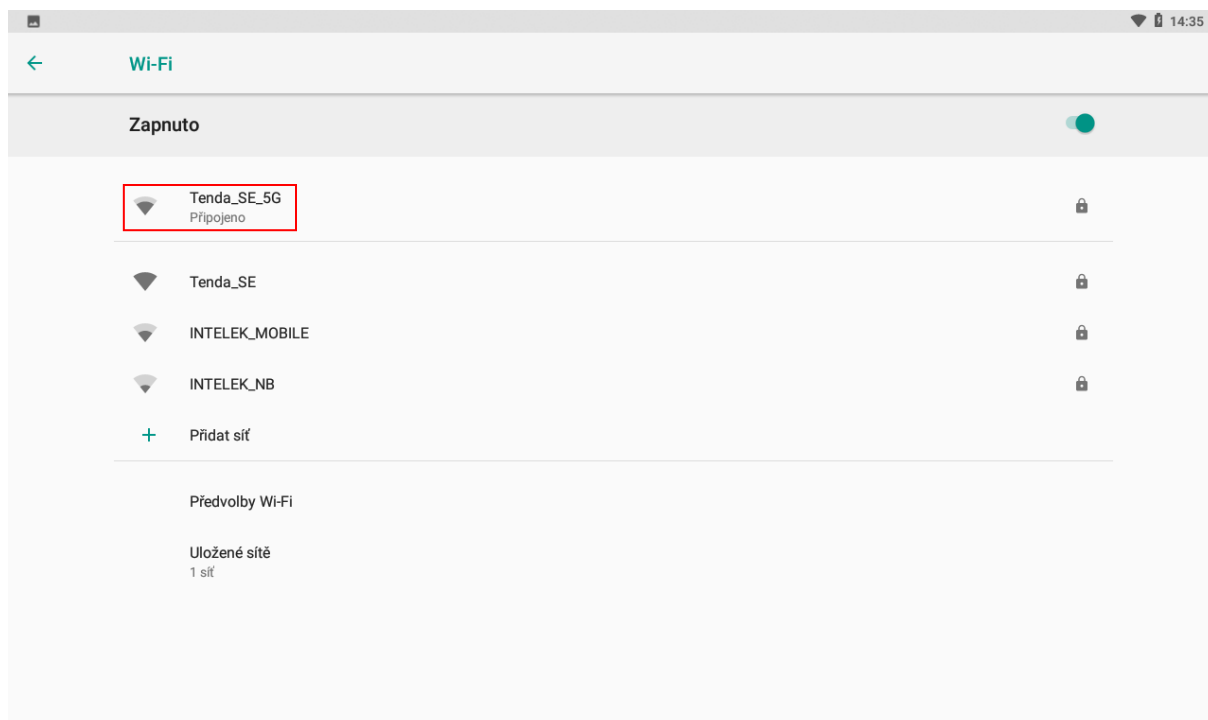 14:35
Wi-Fi
Zapnuto
Tenda_SE_5G
Připojeno
Tenda_SE
INTELEK_MOBILE
INTELEK_NB
Přidat síť
Předvolby Wi-Fi
Uložené sítě
1 síť